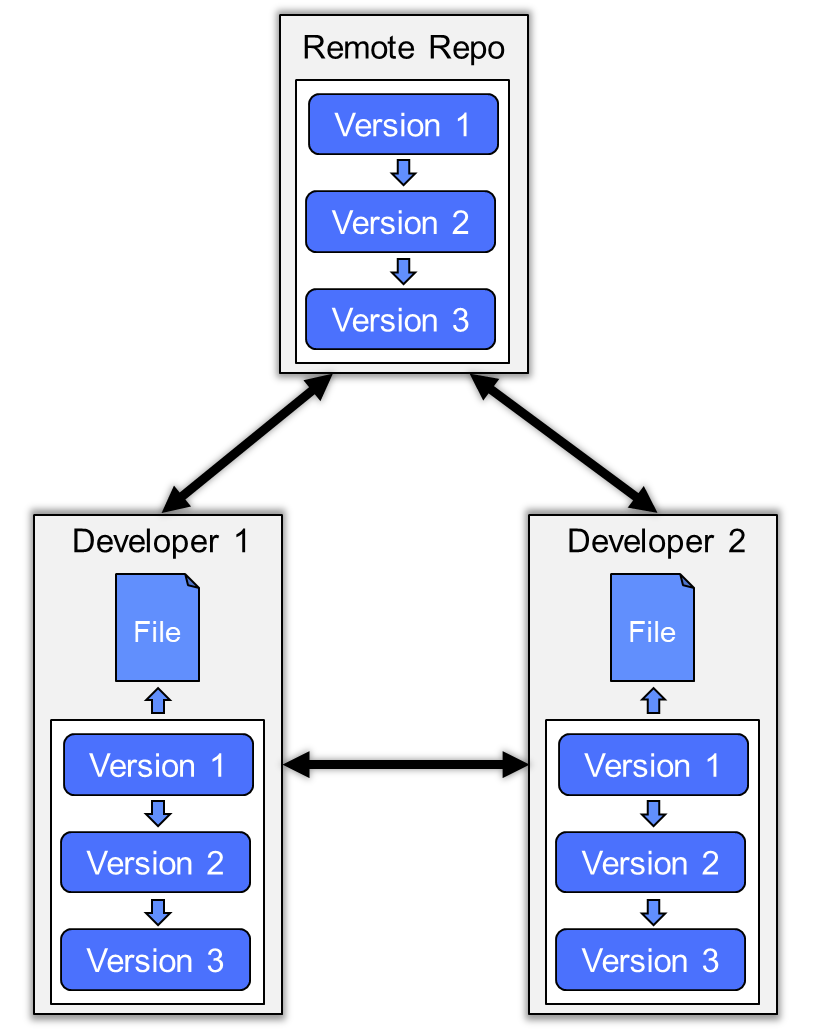 Remote Repo
Version 1
Version 2
Version 3
Developer 1
File
Version 1
Version 2
Version 3
Developer 2
File
Version 1
Version 2
Version 3